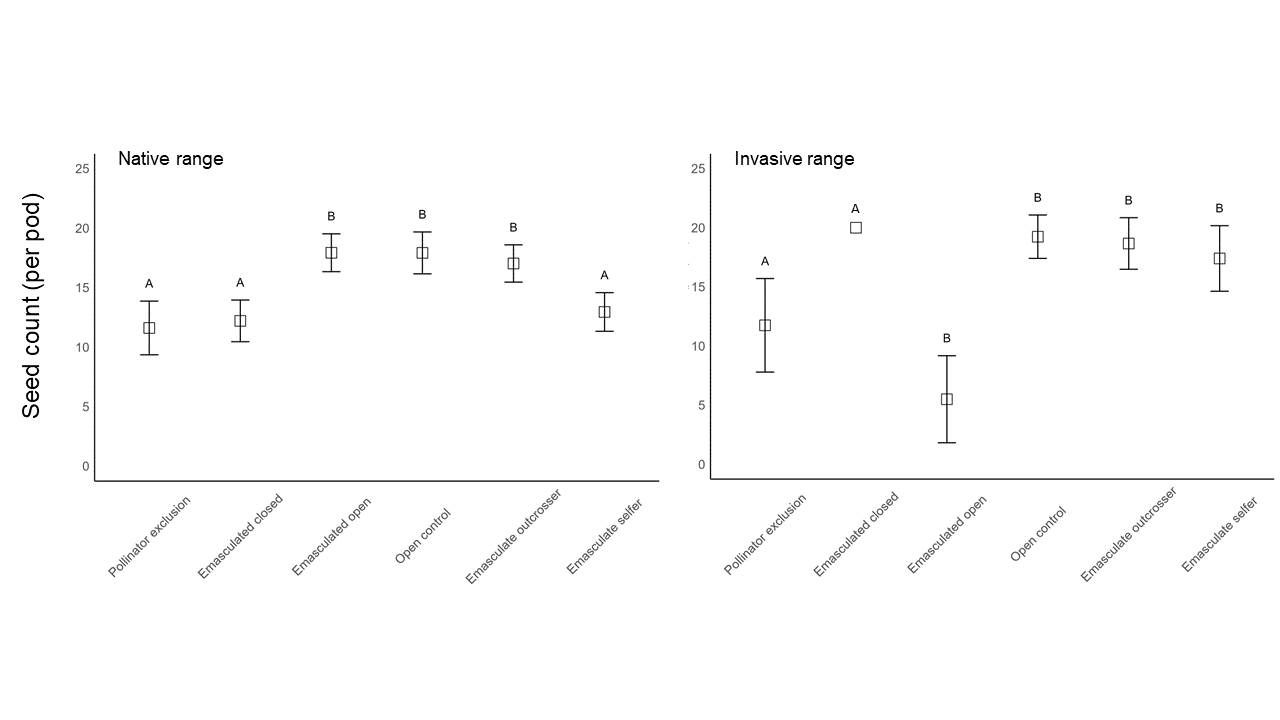 Native range
Seed count (per pod)
25
20
15
10
5
0
A
A
B
B
B
A
Pollinator exclusion
Emasculated closed
Emasculated open
Open control
Emasculate outcrosser
Emasculate selfer
Invasive range
25
20
15
10
5
0
A
A
B
B
B
B
Pollinator exclusion
Emasculated closed
Emasculated open
Open control
Emasculate outcrosser
Emasculate selfer